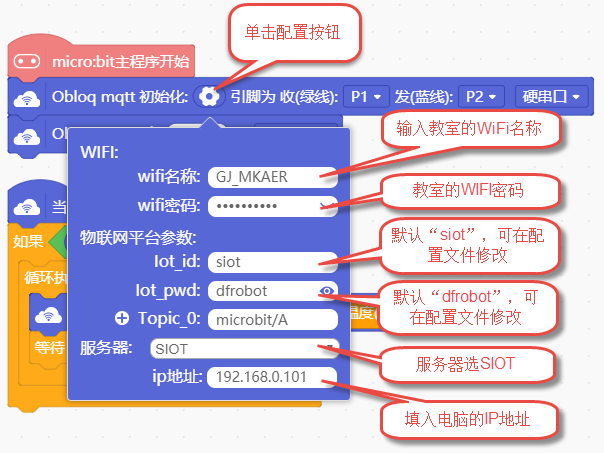 单击配置按钮
micro:bit主程序开始
Obloq mqtt 初始化: 引脚为 收(绿线): P1 发(蓝线): P2 硬串口
输入教室的WiFi名称
WIFI:
wifi名称: GJ_MKAER
当
wifi密码: ••••••••••
教室的WIFI密码
如果
物联网平台参数:
默认“siot”，可在配
置文件修改
Iot_id: siot
循环执
Iot_pwd: dfrobot
默认“dfrobot”，可
在配置文件修改
Topic_0: microbit/A
温度(
等待
服务器: SIOT
服务器选SIOT
ip地址: 192.168.0.101
填入电脑的IP地址